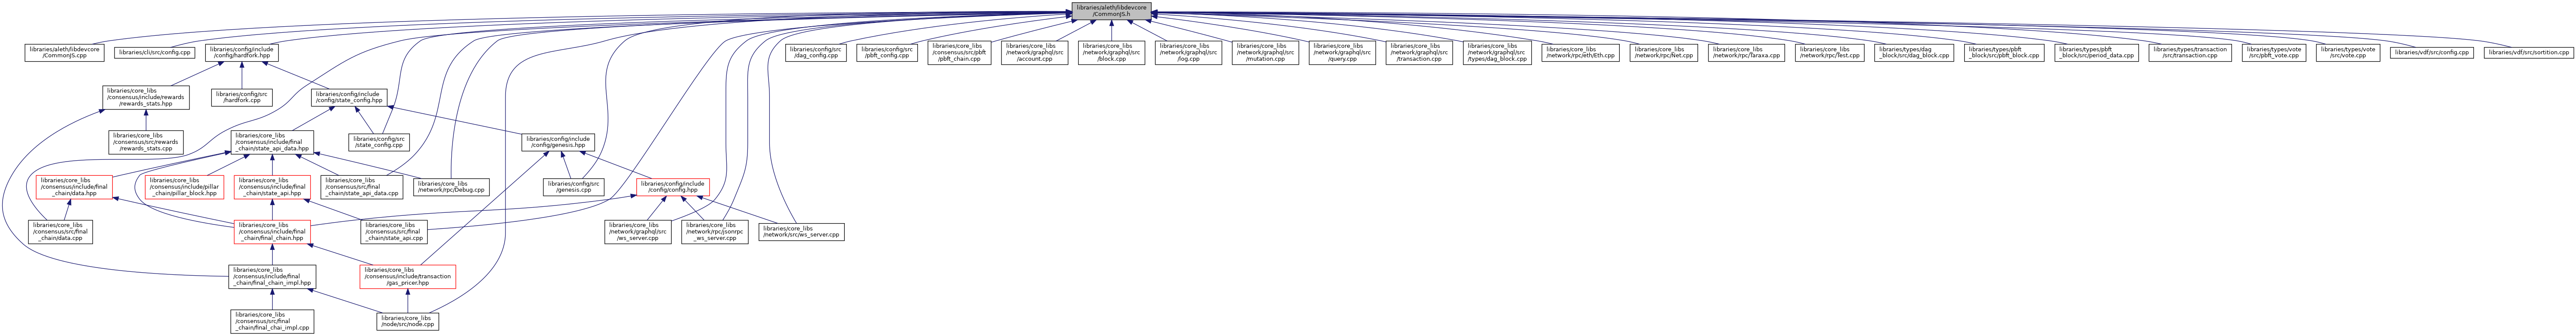 libraries/aleth/libdevcore
/CommonJS.h
libraries/aleth/libdevcore
/CommonJS.cpp
libraries/cli/src/config.cpp
libraries/config/include
/config/hardfork.hpp
libraries/config/src
/dag_config.cpp
libraries/config/src
/pbft_config.cpp
libraries/core_libs
/consensus/src/pbft
/pbft_chain.cpp
libraries/core_libs
/network/graphql/src
/account.cpp
libraries/core_libs
/network/graphql/src
/block.cpp
libraries/core_libs
/network/graphql/src
/log.cpp
libraries/core_libs
/network/graphql/src
/mutation.cpp
libraries/core_libs
/network/graphql/src
/query.cpp
libraries/core_libs
/network/graphql/src
/transaction.cpp
libraries/core_libs
/network/graphql/src
/types/dag_block.cpp
libraries/core_libs
/network/rpc/eth/Eth.cpp
libraries/core_libs
/network/rpc/Net.cpp
libraries/core_libs
/network/rpc/Taraxa.cpp
libraries/core_libs
/network/rpc/Test.cpp
libraries/types/dag
_block/src/dag_block.cpp
libraries/types/pbft
_block/src/pbft_block.cpp
libraries/types/pbft
_block/src/period_data.cpp
libraries/types/transaction
/src/transaction.cpp
libraries/types/vote
/src/pbft_vote.cpp
libraries/types/vote
/src/vote.cpp
libraries/vdf/src/config.cpp
libraries/vdf/src/sortition.cpp
libraries/core_libs
/consensus/include/rewards
/rewards_stats.hpp
libraries/config/src
/hardfork.cpp
libraries/config/include
/config/state_config.hpp
libraries/core_libs
/consensus/src/rewards
/rewards_stats.cpp
libraries/core_libs
/consensus/include/final
_chain/state_api_data.hpp
libraries/config/src
/state_config.cpp
libraries/config/include
/config/genesis.hpp
libraries/core_libs
/consensus/include/final
_chain/data.hpp
libraries/core_libs
/consensus/include/pillar
_chain/pillar_block.hpp
libraries/core_libs
/consensus/include/final
_chain/state_api.hpp
libraries/core_libs
/consensus/src/final
_chain/state_api_data.cpp
libraries/core_libs
/network/rpc/Debug.cpp
libraries/config/src
/genesis.cpp
libraries/config/include
/config/config.hpp
libraries/core_libs
/consensus/src/final
_chain/data.cpp
libraries/core_libs
/consensus/include/final
_chain/final_chain.hpp
libraries/core_libs
/consensus/src/final
_chain/state_api.cpp
libraries/core_libs
/network/graphql/src
/ws_server.cpp
libraries/core_libs
/network/rpc/jsonrpc
_ws_server.cpp
libraries/core_libs
/network/src/ws_server.cpp
libraries/core_libs
/consensus/include/final
_chain/final_chain_impl.hpp
libraries/core_libs
/consensus/include/transaction
/gas_pricer.hpp
libraries/core_libs
/consensus/src/final
_chain/final_chai_impl.cpp
libraries/core_libs
/node/src/node.cpp